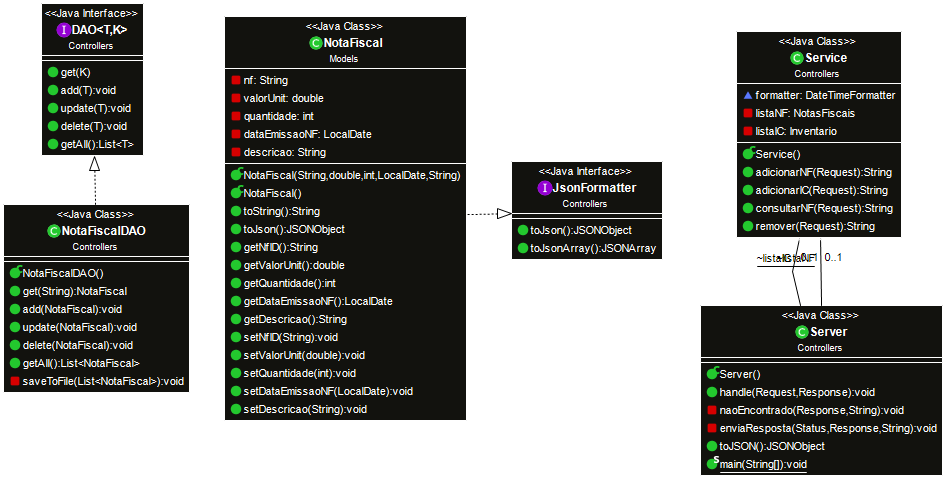 <<Java Interface>>
DAO<T,K>
Controllers
get(K)
add(T):void
update(T):void
delete(T):void
getAll():List<T>
<<Java Class>>
NotaFiscalDAO
Controllers
NotaFiscalDAO()
get(String):NotaFiscal
add(NotaFiscal):void
update(NotaFiscal):void
delete(NotaFiscal):void
getAll():List<NotaFiscal>
saveToFile(List<NotaFiscal>):void
<<Java Class>>
NotaFiscal
Models
nf: String
valorUnit: double
quantidade: int
dataEmissaoNF: LocalDate
descricao: String
NotaFiscal(String,double,int,LocalDate,String)
NotaFiscal()
toString():String
toJson():JSONObject
getNfID():String
getValorUnit():double
getQuantidade():int
getDataEmissaoNF():LocalDate
getDescricao():String
setNfID(String):void
setValorUnit(double):void
setQuantidade(int):void
setDataEmissaoNF(LocalDate):void
setDescricao(String):void
<<Java Interface>>
JsonFormatter
Controllers
toJson():JSONObject
toJsonArray():JSONArray
<<Java Class>>
Service
Controllers
formatter: DateTimeFormatter
listaNF: NotasFiscais
listaIC: Inventario
Service()
adicionarNF(Request):String
adicionarIC(Request):String
consultarNF(Request):String
remover(Request):String
0..1
0..1
<<Java Class>>
Server
Controllers
Server()
handle(Request,Response):void
naoEncontrado(Response,String):void
enviaResposta(Status,Response,String):void
toJSON():JSONObject
main(String[]):void